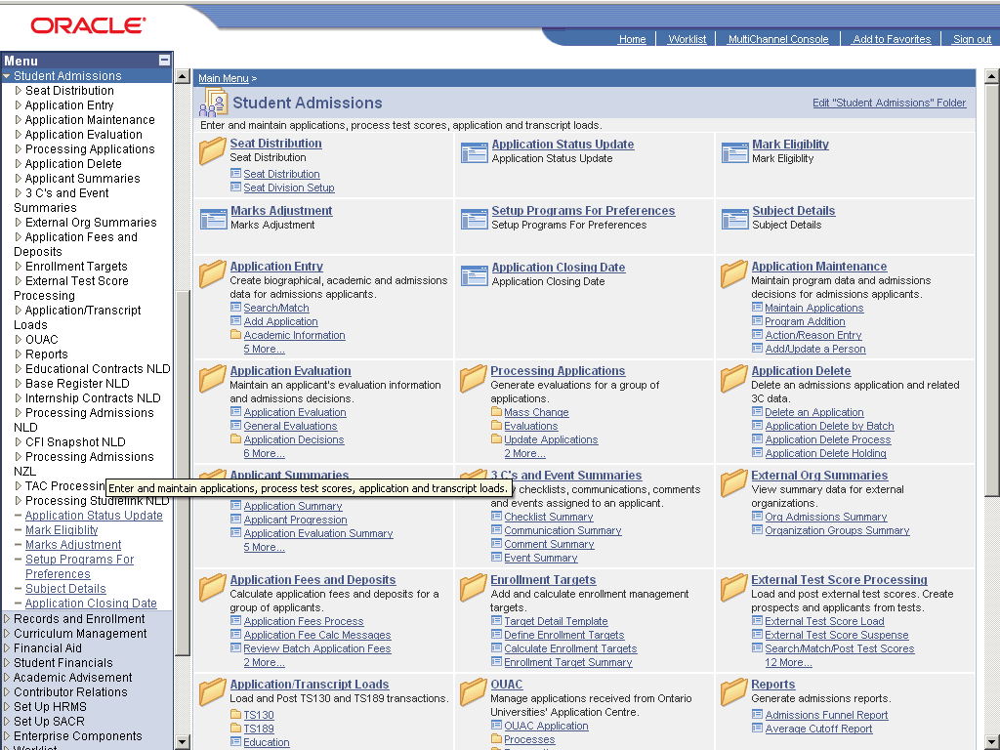 ORACLE
Home
Worklist
MultiChannel Console
Add to Favorites
Sign out
Menu
Student Admissions
Seat Distribution
Application Entry
Application Maintenance
Application Evaluation
Processing Applications
Application Delete
Applicant Summaries
3 C's and Event
Summaries
External Org Summaries
Application Fees and
Deposits
Enrollment Targets
External Test Score
Processing
Application/Transcript
Loads
OUAC
Reports
Educational Contracts NLD
Base Register NLD
Internship Contracts NLD
Processing Admissions
NLD
CFI Snapshot NLD
Processing Admissions
NZL
TAC Processin
Processing Studielink NLD
Application Status Update
Mark Eligiblity
Marks Adjustment
Setup Programs For
Preferences
Subject Details
Application Closing Date
Records and Enrollment
Curriculum Management
Financial Aid
Student Financials
Academic Advisement
Contributor Relations
Set Up HRMS
Set Up SACR
Enterprise Components
Worklist
Main Menu >
Student Admissions
Edit "Student Admissions" Folder
Enter and maintain applications, process test scores, application and transcript loads.
Seat Distribution
Seat Distribution
Seat Distribution
Seat Division Setup
Application Status Update
Application Status Update
Mark Eligiblity
Mark Eligiblity
Marks Adjustment
Marks Adjustment
Setup Programs For Preferences
Setup Programs For Preferences
Subject Details
Subject Details
Application Entry
Create biographical, academic and admissions
data for admissions applicants.
Search/Match
Add Application
Academic Information
5 More...
Application Closing Date
Application Closing Date
Application Maintenance
Maintain program data and admissions
decisions for admissions applicants.
Maintain Applications
Program Addition
Action/Reason Entry
Add/Update a Person
Application Evaluation
Maintain an applicant's evaluation information
and admissions decisions.
Application Evaluation
General Evaluations
Application Decisions
6 More...
Processing Applications
Generate evaluations for a group of
applications.
Mass Change
Evaluations
Update Applications
2 More...
Application Delete
Delete an admissions application and related
3C data.
Delete an Application
Application Delete by Batch
Application Delete Process
Application Delete Holding
Applicant Summaries
Enter and maintain applications, process test scores, application and transcript loads.
Application Summary
Applicant Progression
Application Evaluation Summary
5 More...
3 C's and Event Summaries
checklists, communications, comments
and events assigned to an applicant.
Checklist Summary
Communication Summary
Comment Summary
Event Summary
External Org Summaries
View summary data for external
organizations.
Org Admissions Summary
Organization Groups Summary
Application Fees and Deposits
Calculate application fees and deposits for a
group of applicants.
Application Fees Process
Application Fee Calc Messages
Review Batch Application Fees
2 More...
Enrollment Targets
Add and calculate enrollment management
targets.
Target Detail Template
Define Enrollment Targets
Calculate Enrollment Targets
Enrollment Target Summary
External Test Score Processing
Load and post external test scores. Create
prospects and applicants from tests.
External Test Score Load
External Test Score Suspense
Search/Match/Post Test Scores
12 More...
Application/Transcript Loads
Load and Post TS130 and TS189 transactions.
TS130
TS189
Education
OUAC
Manage applications received from Ontario
Universities' Application Centre.
OUAC Application
Processes
Reports
Generate admissions reports.
Admissions Funnel Report
Average Cutoff Report